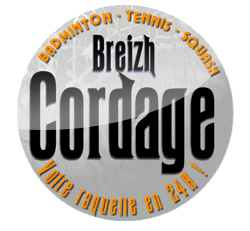 BADMINTON - TENNIS - SQUASH
Breizh
Cordage
Votre raquette en 24H !